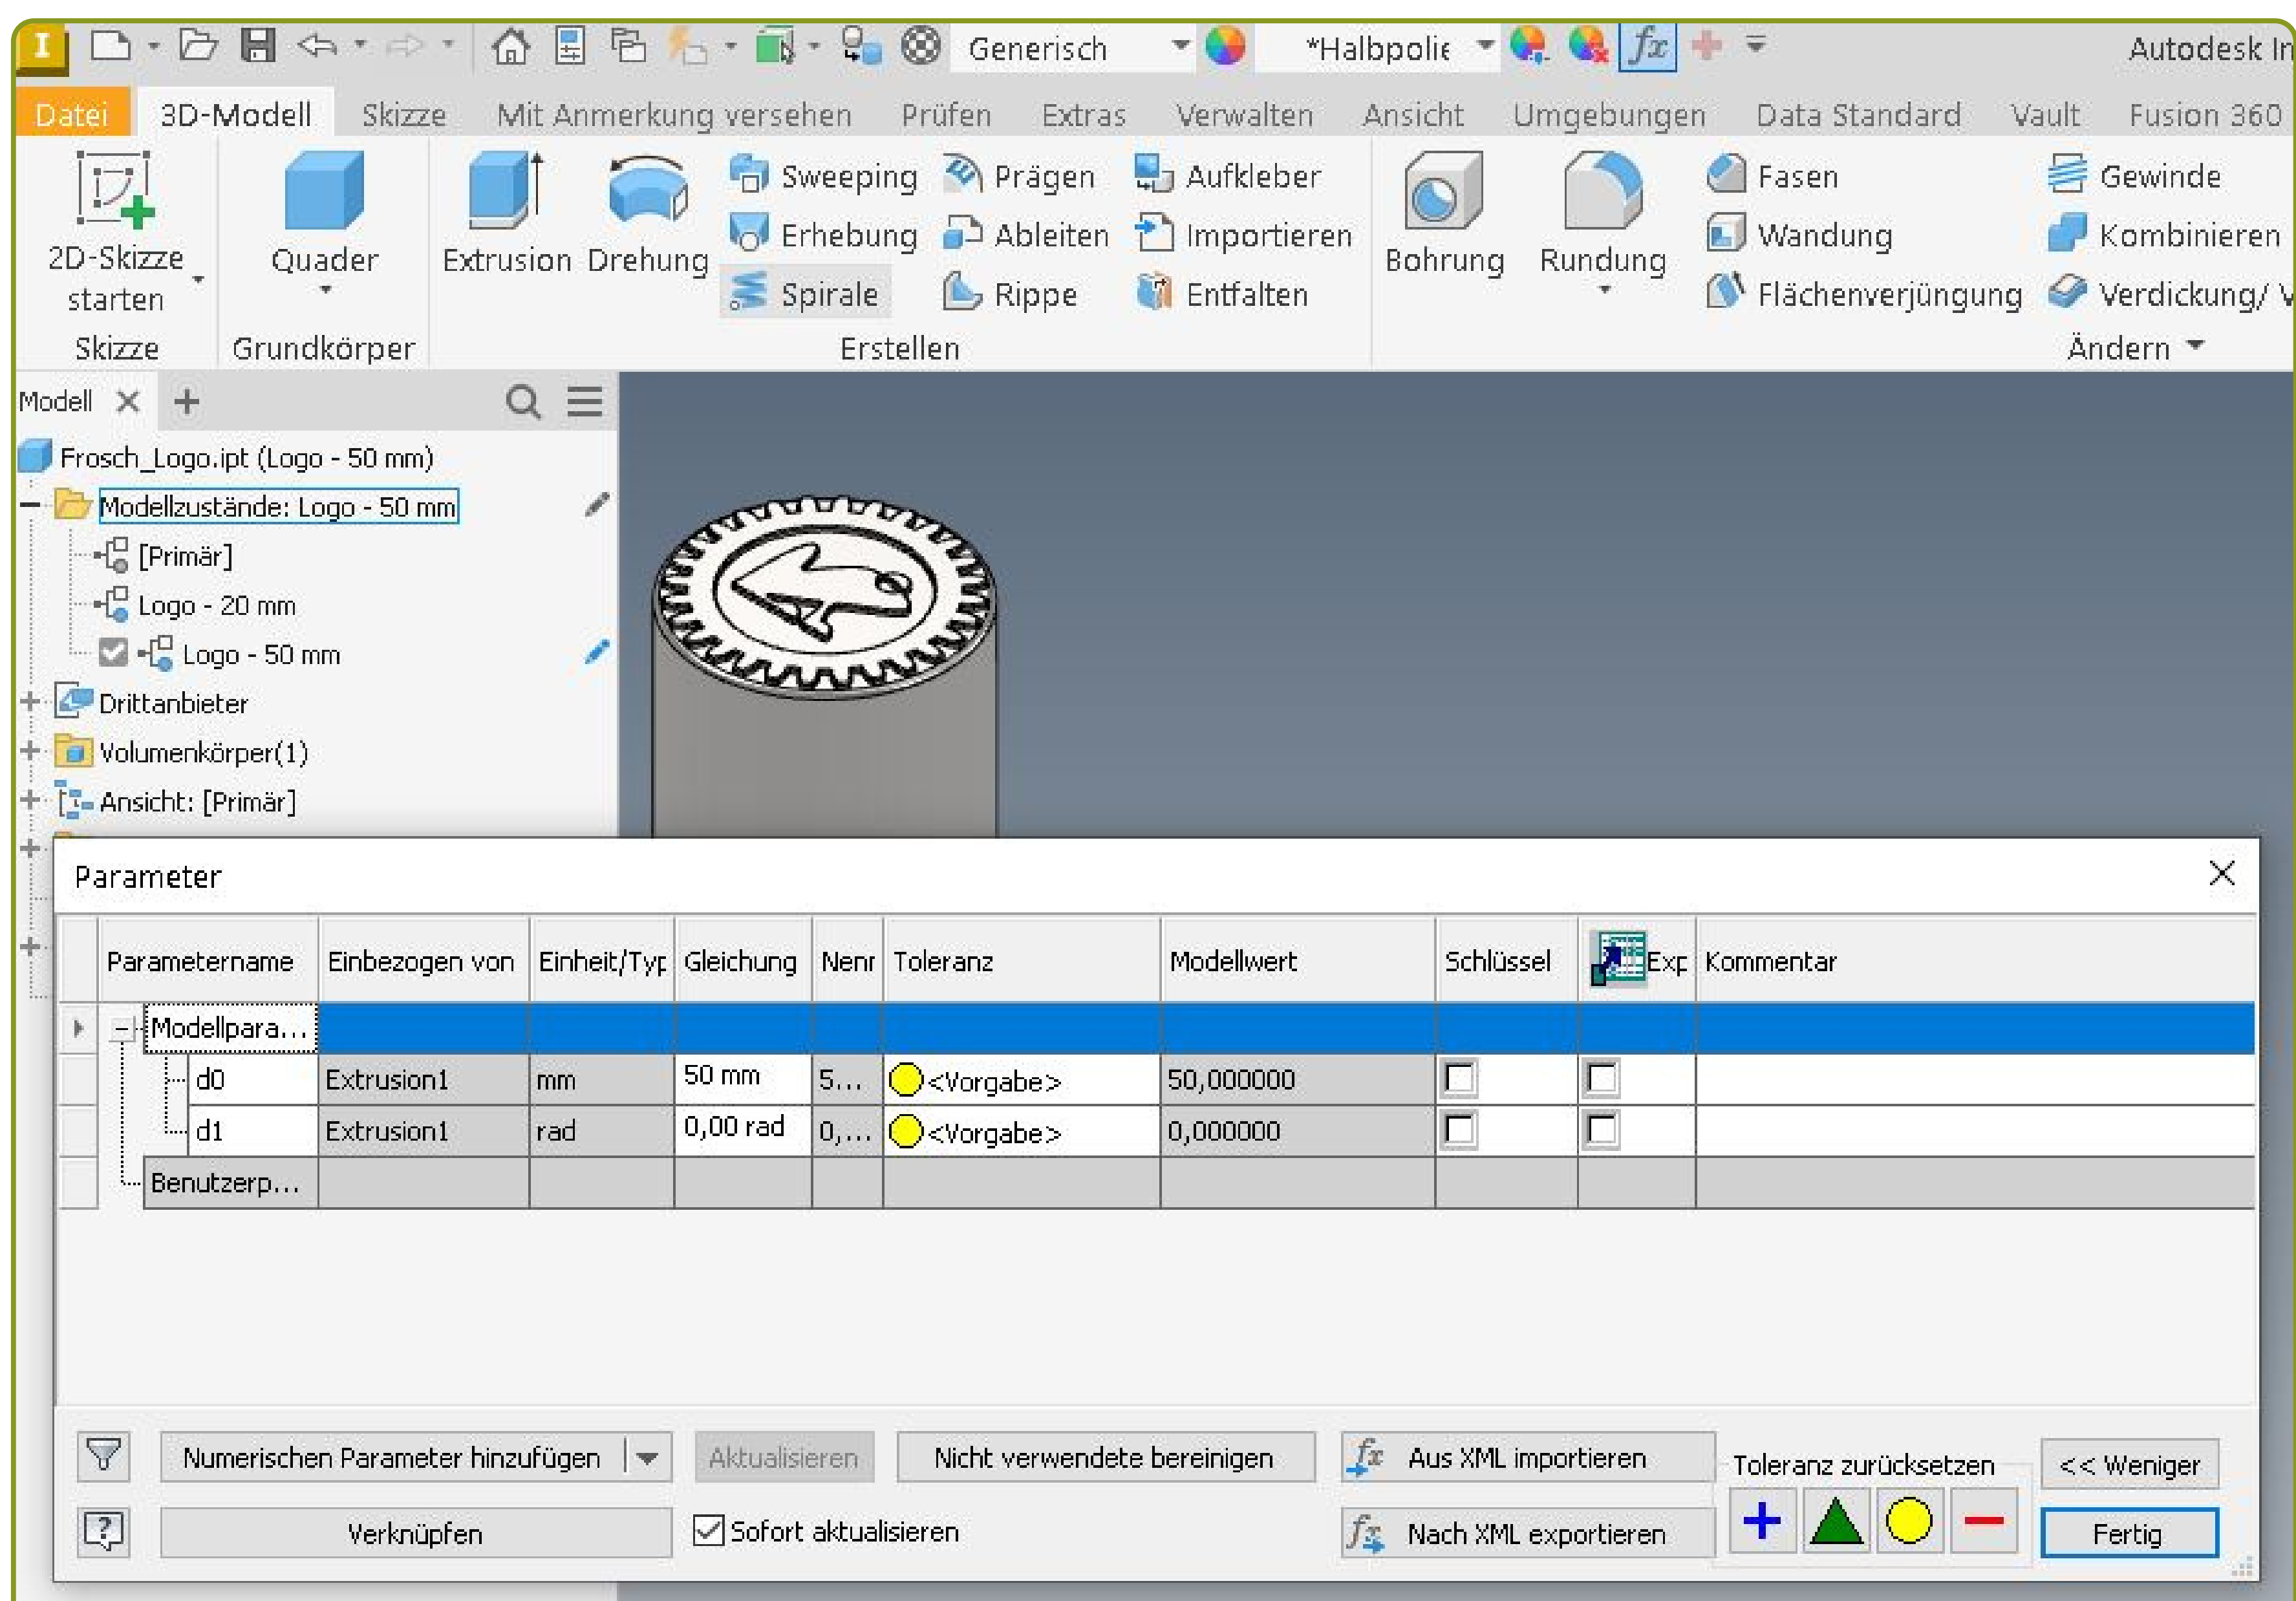 I
Generisch
*Halbpolie
fx
Autodesk In
Datei 3D-Modell Skizze Mit Anmerkung versehen Prüfen Extras Verwalten Ansicht Umgebungen Data Standard Vault Fusion 360
2D-Skizze
starten
Quader
Extrusion
Drehung
Sweeping
Erhebung
Spirale
Prägen
Ableiten
Rippe
Aufkleber
Importieren
Entfalten
Bohrung
Rundung
Fasen
Wandung
Flächenverjüngung
Gewinde
Kombinieren
Verdickung/ V
Skizze Grundkörper Erstellen Ändern
Modell
Frosch_Logo.ipt (Logo - 50 mm)
Modellzustände: Logo - 50 mm
[Primär]
Logo - 20 mm
Logo - 50 mm
Drittanbieter
Volumenkörper(1)
Ansicht: [Primär]
Parameter
Parametername Einbezogen von Einheit/Typ Gleichung Nenr Toleranz Modellwert Schlüssel Exp Kommentar
Modellpara...
d0 Extrusion1 mm 50 mm 5... <Vorgabe> 50,000000
d1 Extrusion1 rad 0,00 rad 0,... <Vorgabe> 0,000000
Benutzerp...
Numerischen Parameter hinzufügen Aktualisieren Nicht verwendete bereinigen fx Aus XML importieren Toleranz zurücksetzen << Weniger
? Verknüpfen Sofort aktualisieren fx Nach XML exportieren Fertig